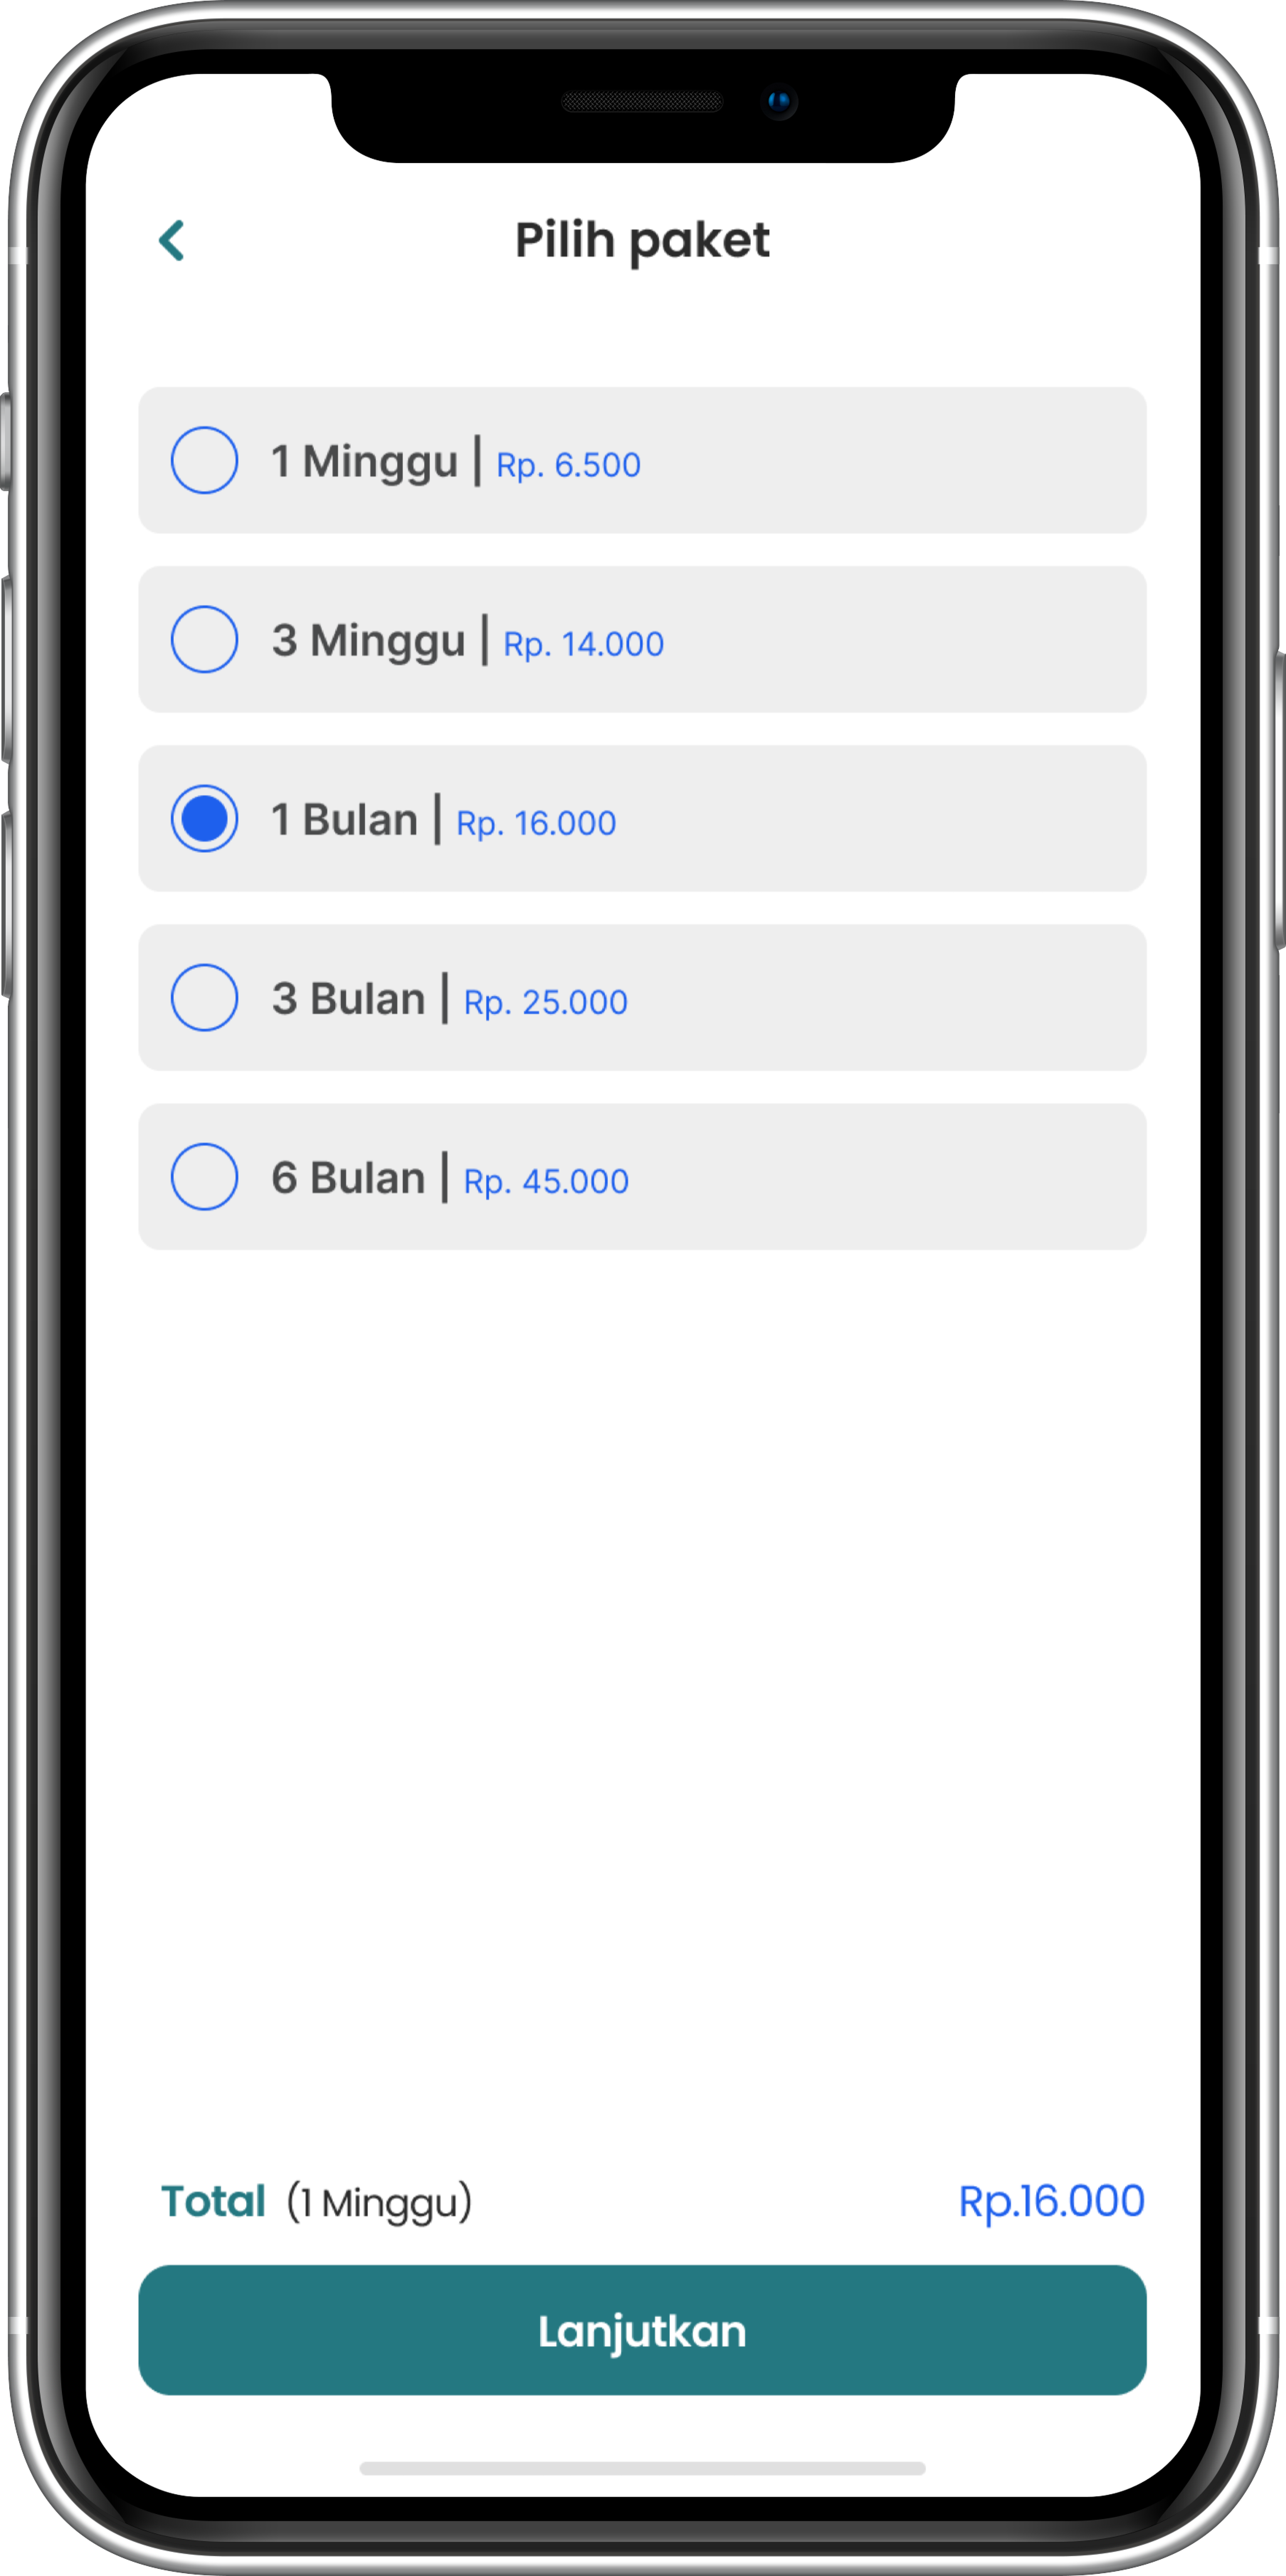 Pilih paket
1 Minggu | Rp. 6.500
3 Minggu | Rp. 14.000
1 Bulan | Rp. 16.000
3 Bulan | Rp. 25.000
6 Bulan | Rp. 45.000
Total (1 Minggu) Rp.16.000
Lanjutkan